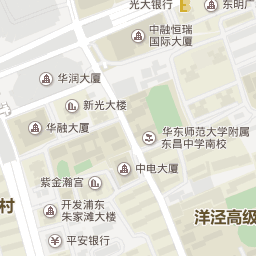 光大银行
东明广
中融恒瑞
国际大厦
华润大厦
新光大楼
华融大厦
华东师范大学附属
东昌中学南校
中电大厦
紫金瀚宫
村
开发浦东
朱家滩大楼
洋泾高级
平安银行